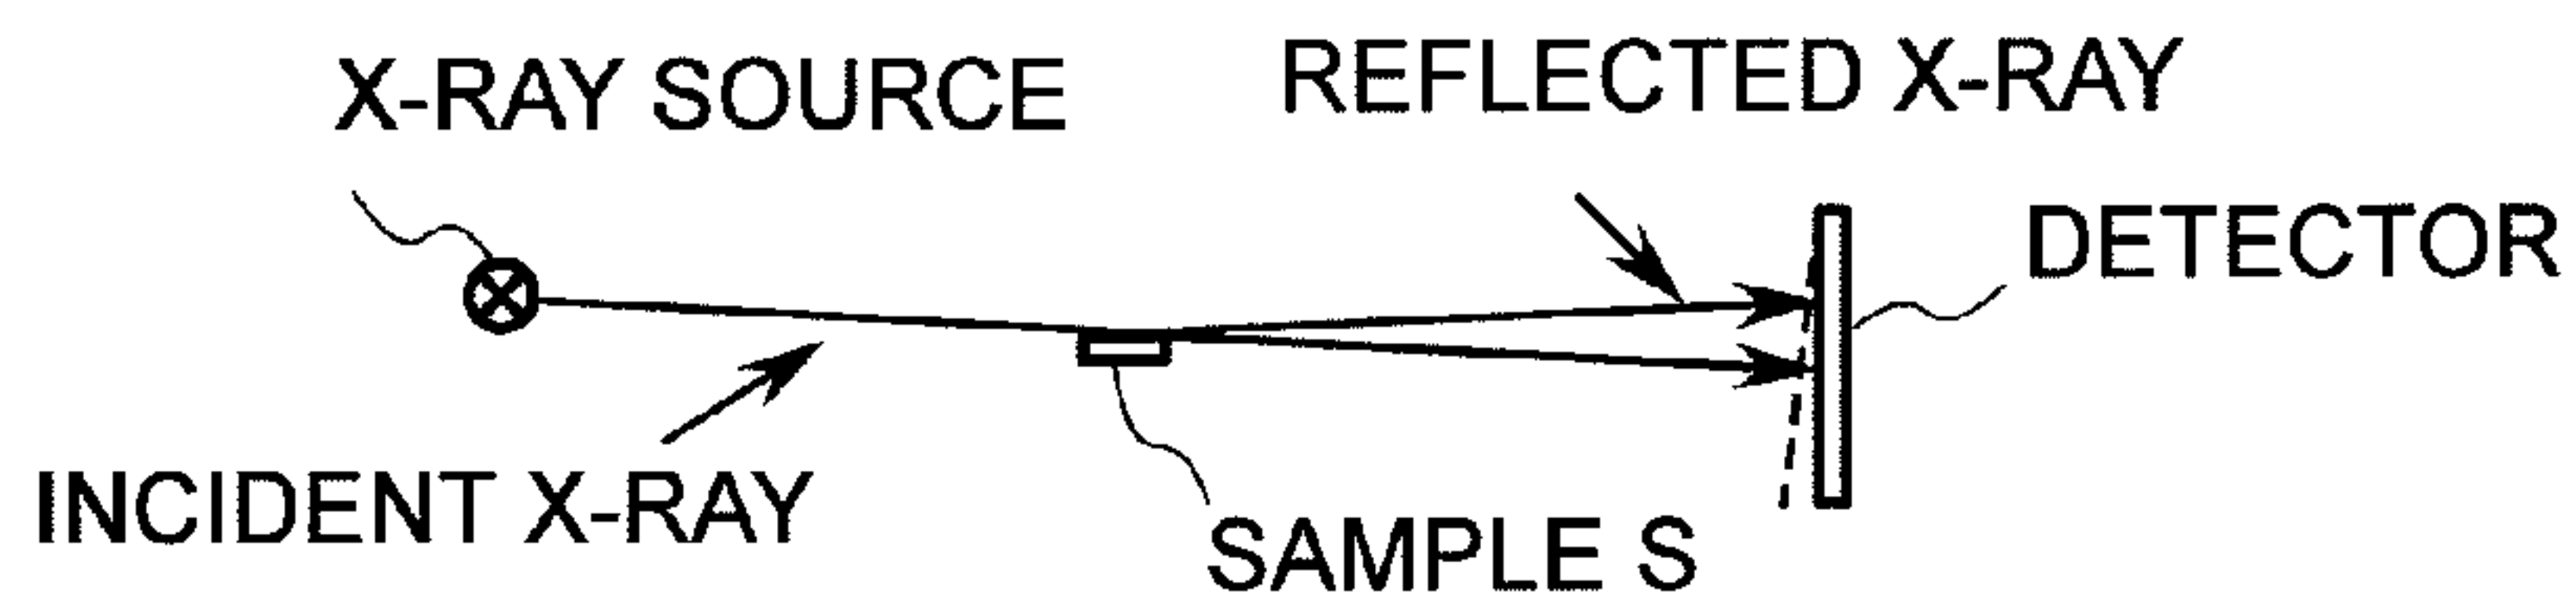 X-RAY SOURCE
REFLECTED X-RAY
DETECTOR
INCIDENT X-RAY
SAMPLE S